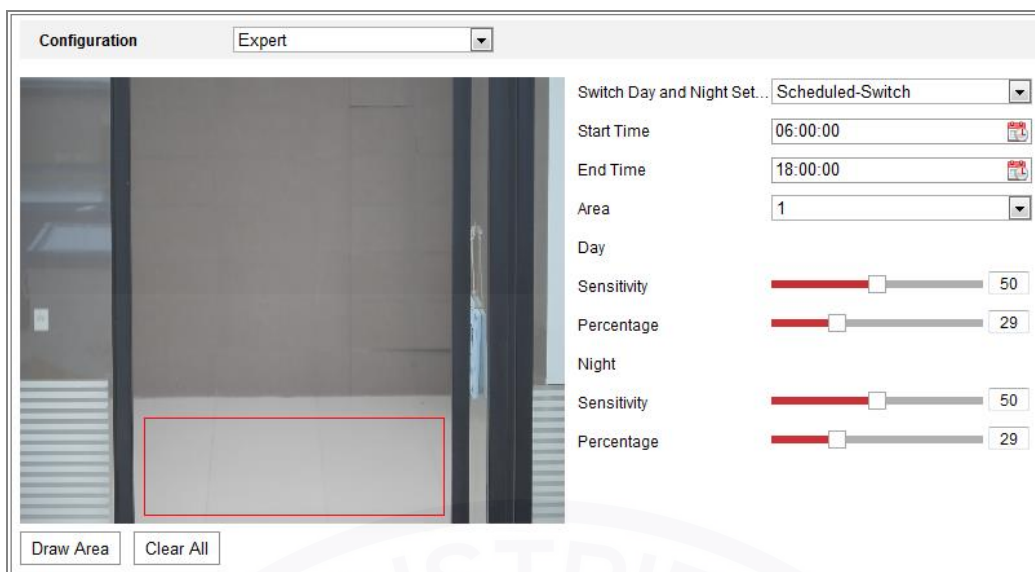 Configuration Expert
Switch Day and Night Set... Scheduled-Switch
Start Time 06:00:00
End Time 18:00:00
Area 1
Day
Sensitivity 50
Percentage 29
Night
Sensitivity 50
Percentage 29
Draw Area Clear All